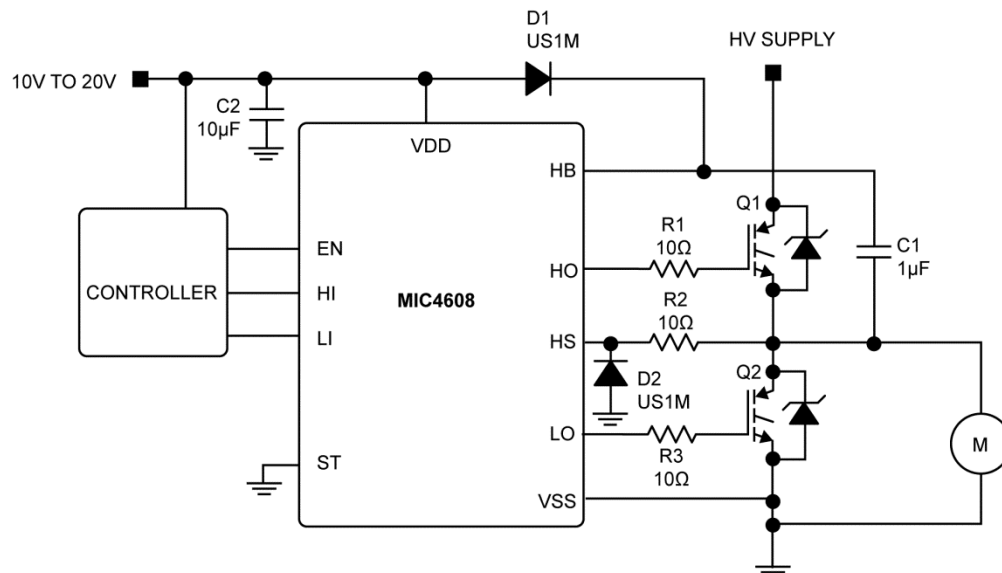 D1
US1M
HV SUPPLY
10V TO 20V
C2
10µF
VDD
HB
Q1
R1
10Ω
C1
1µF
EN
HO
CONTROLLER
HI
MIC4608
R2
10Ω
LI
HS
Q2
D2
US1M
LO
M
ST
R3
10Ω
VSS